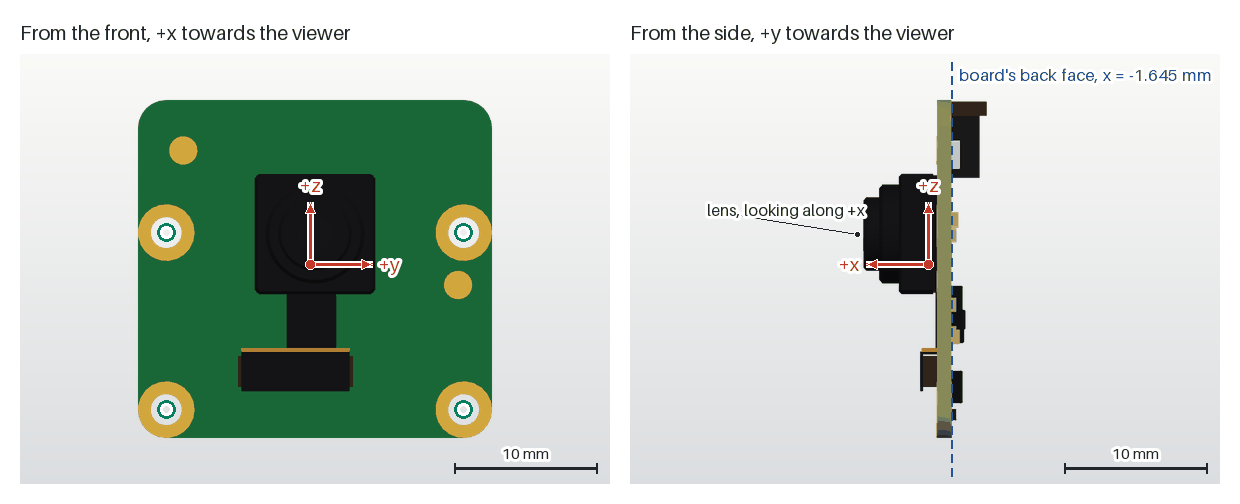 From the front, +x towards the viewer
From the side, +y towards the viewer
board's back face, x = -1.645 mm
+z
+y
10 mm
+z
lens, looking along +x
+x
10 mm